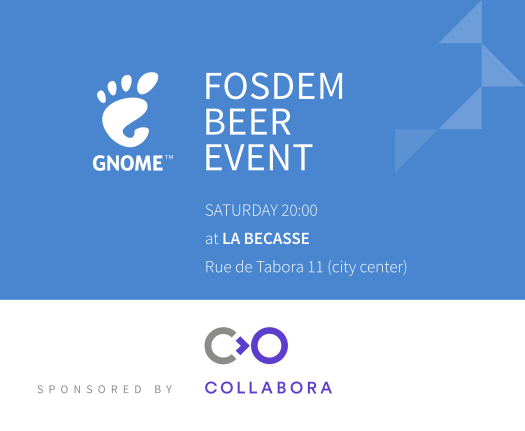 FOSDEM
BEER
EVENT
GNOME™
SATURDAY 20:00
at LA BECASSE
Rue de Tabora 11 (city center)
SPONSORED BY
COLLABORA